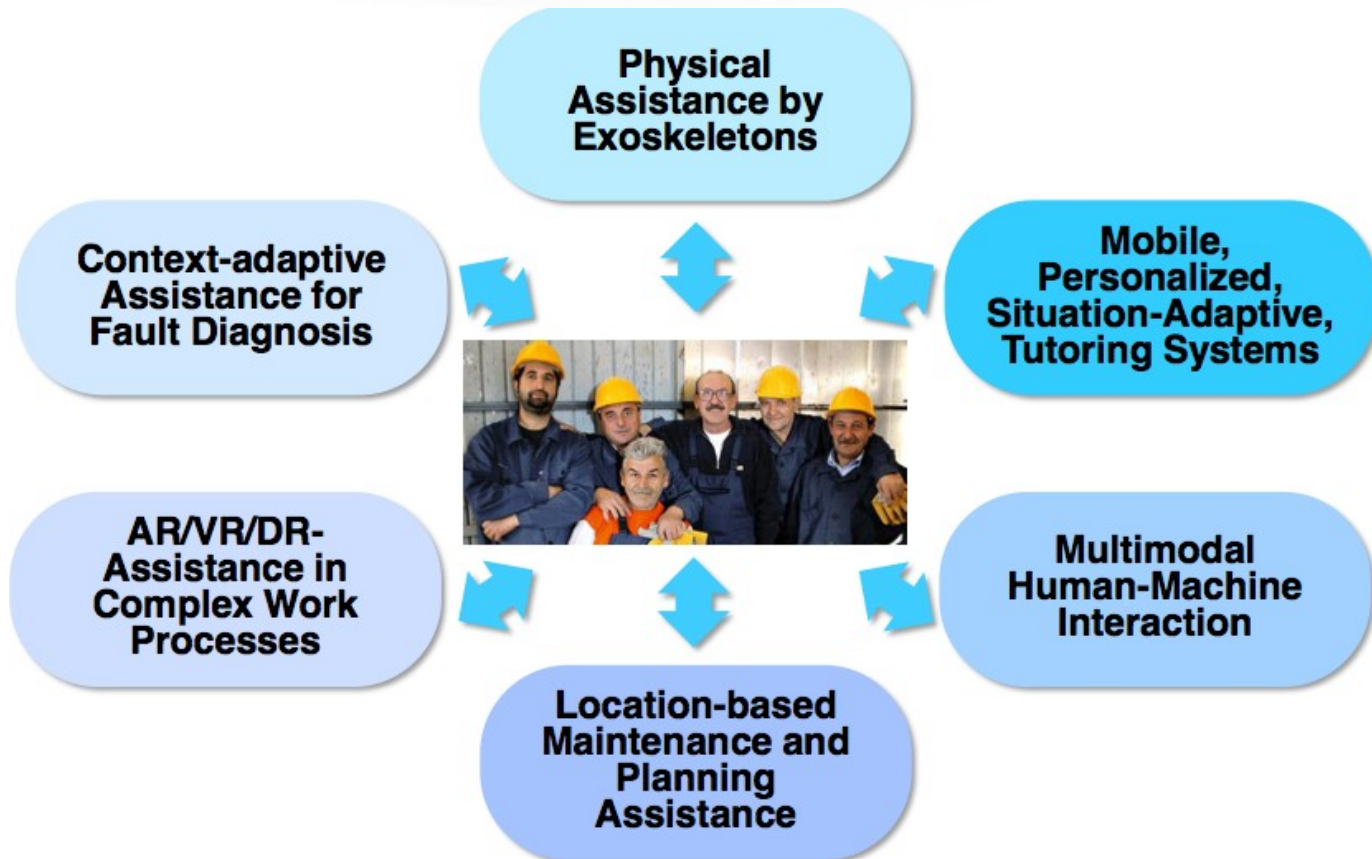 Physical
Assistance by
Exoskeletons
Context-adaptive
Assistance for
Fault Diagnosis
Mobile,
Personalized,
Situation-Adaptive,
Tutoring Systems
AR/VR/DR-
Assistance in
Complex Work
Processes
Multimodal
Human-Machine
Interaction
Location-based
Maintenance and
Planning
Assistance